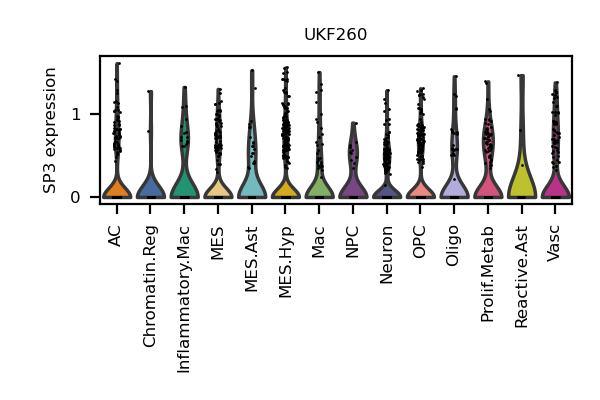 UKF260
SP3 expression
1
0
AC
Chromatin.Reg
Inflammatory.Mac
MES
MES.Ast
MES.Hyp
Mac
NPC
Neuron
OPC
Oligo
Prolif.Metab
Reactive.Ast
Vasc